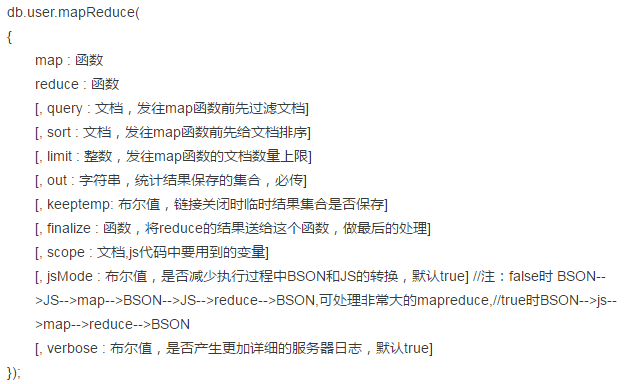 db.user.mapReduce(
{
map : 函数
reduce : 函数
[, query : 文档，发往map函数前先过滤文档]
[, sort : 文档，发往map函数前先给文档排序]
[, limit : 整数，发往map函数的文档数量上限]
[, out : 字符串，统计结果保存的集合，必传]
[, keeptemp: 布尔值，链接关闭时临时结果集合是否保存]
[, finalize : 函数，将reduce的结果送给这个函数，做最后的处理]
[, scope : 文档,js代码中要用到的变量]
[, jsMode : 布尔值，是否减少执行过程中BSON和JS的转换，默认true] //注：false时 BSON--
>JS-->map-->BSON-->JS-->reduce-->BSON,可处理非常大的mapreduce,//true时BSON-->js--
>map-->reduce-->BSON
[, verbose : 布尔值，是否产生更加详细的服务器日志，默认true]
});